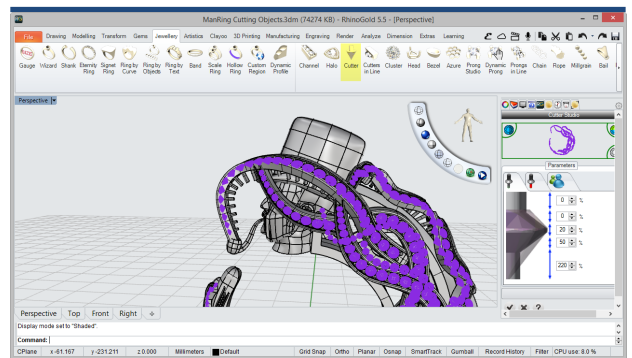 ManRing Cutting Objects.3dm (74274 KB) - RhinoGold 5.5 - [Perspective]
File Drawing Modelling Transform Gems Jewellery Artistics Clayoo 3D Printing Manufacturing Engraving Render Analyze Dimension Extras Learning
Gauge Wizard Shank Eternity Ring Signet Ring Ring by Curve Ring by Objects Ring by Text Band Scale Ring Hollow Ring Custom Region Dynamic Profile Channel Halo Cutter Cutters in Line Cluster Head Bezel Azure Prong Studio Dynamic Prong Prongs in Line Chain Rope Millgrain Bail
Perspective
Cutter Studio
Parameters
0 %
0 %
20 %
50 %
220 %
Perspective Top Front Right
Display mode set to "Shaded".
Command:
CPlane x -61.167 y -231.211 z 0.000 Millimeters Default Grid Snap Ortho Planar Osnap SmartTrack Gumball Record History Filter CPU use: 8.0 %